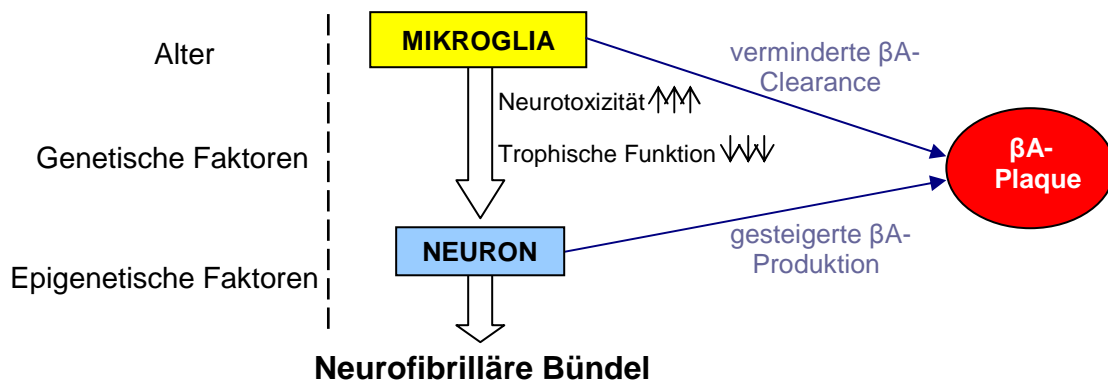 Alter
Genetische Faktoren
Epigenetische Faktoren
MIKROGLIA
Neurotoxizität ↑↑↑
Trophische Funktion ↓↓↓
NEURON
Neurofibrilläre Bündel
verminderte βA-
Clearance
gesteigerte βA-
Produktion
βA-
Plaque